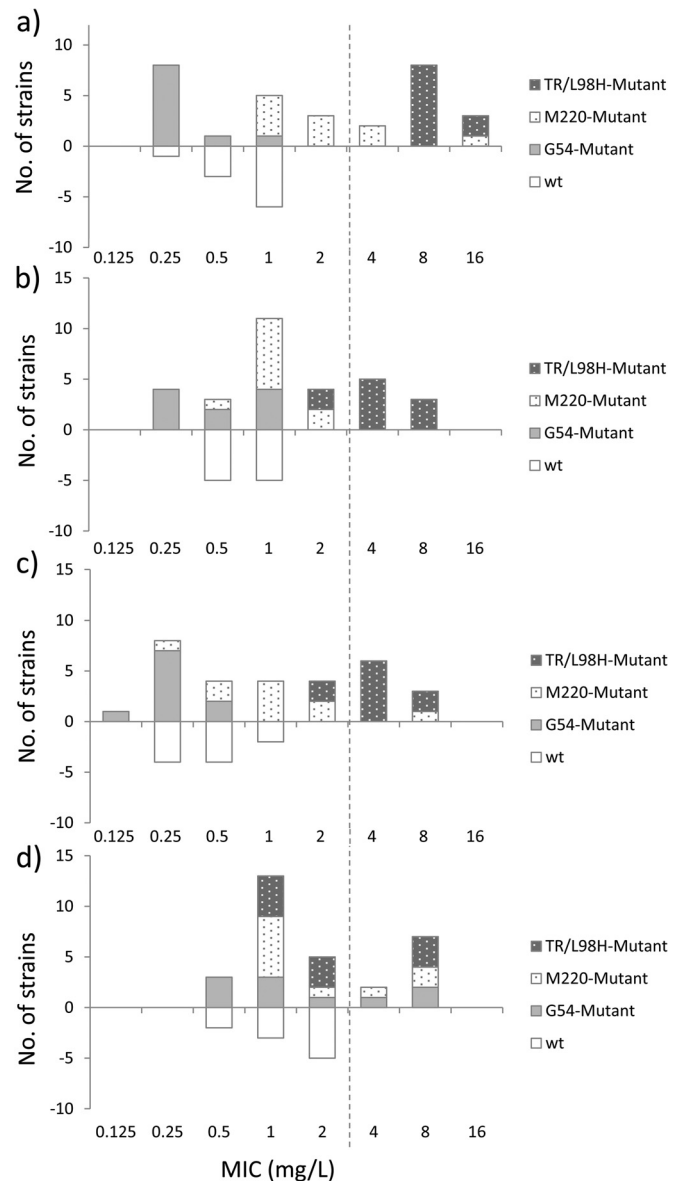 a)
No. of strains
10
5
0
-5
-10
0.125 0.25 0.5 1 2 4 8 16
TR/L98H-Mutant
M220-Mutant
G54-Mutant
wt
b)
No. of strains
15
10
5
0
-5
-10
0.125 0.25 0.5 1 2 4 8 16
TR/L98H-Mutant
M220-Mutant
G54-Mutant
wt
c)
No. of strains
15
10
5
0
-5
-10
0.125 0.25 0.5 1 2 4 8 16
TR/L98H-Mutant
M220-Mutant
G54-Mutant
wt
d)
No. of strains
15
10
5
0
-5
-10
0.125 0.25 0.5 1 2 4 8 16
TR/L98H-Mutant
M220-Mutant
G54-Mutant
wt
MIC (mg/L)